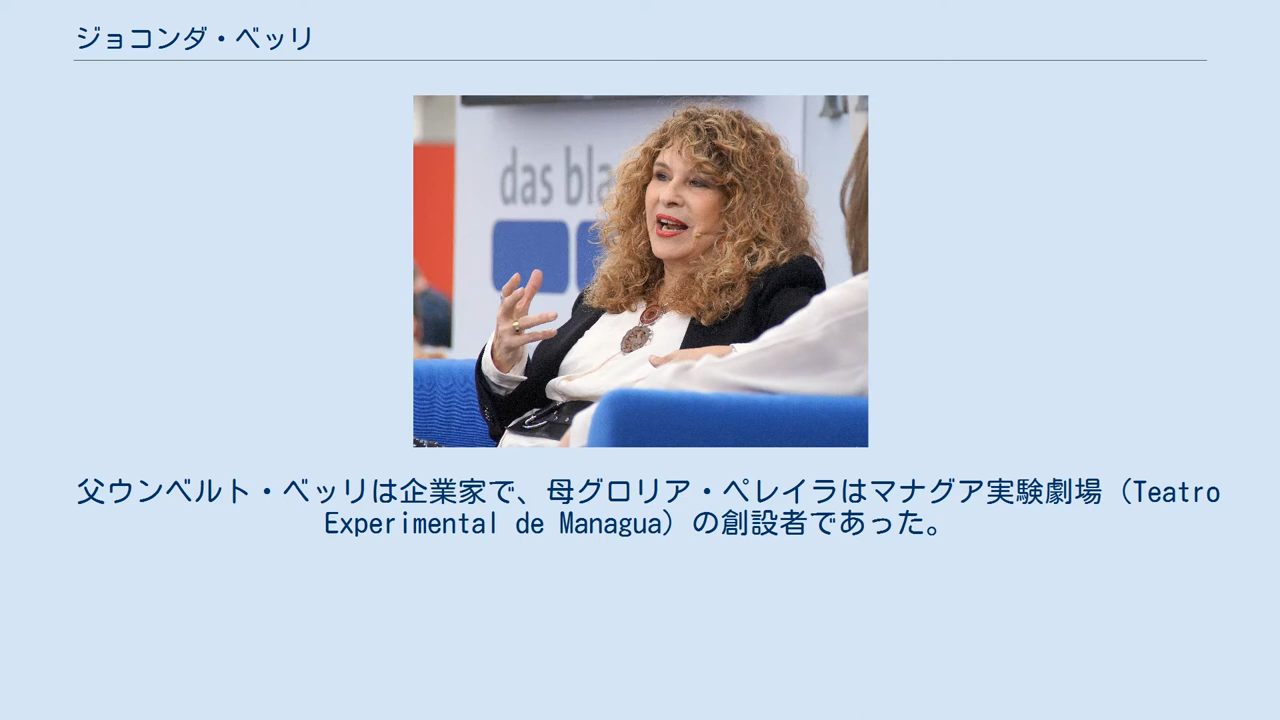 ジョコンダ・ベッリ
das bla
父ウンベルト・ベッリは企業家で、母グロリア・ペレイラはマナグア実験劇場（Teatro
Experimental de Managua）の創設者であった。